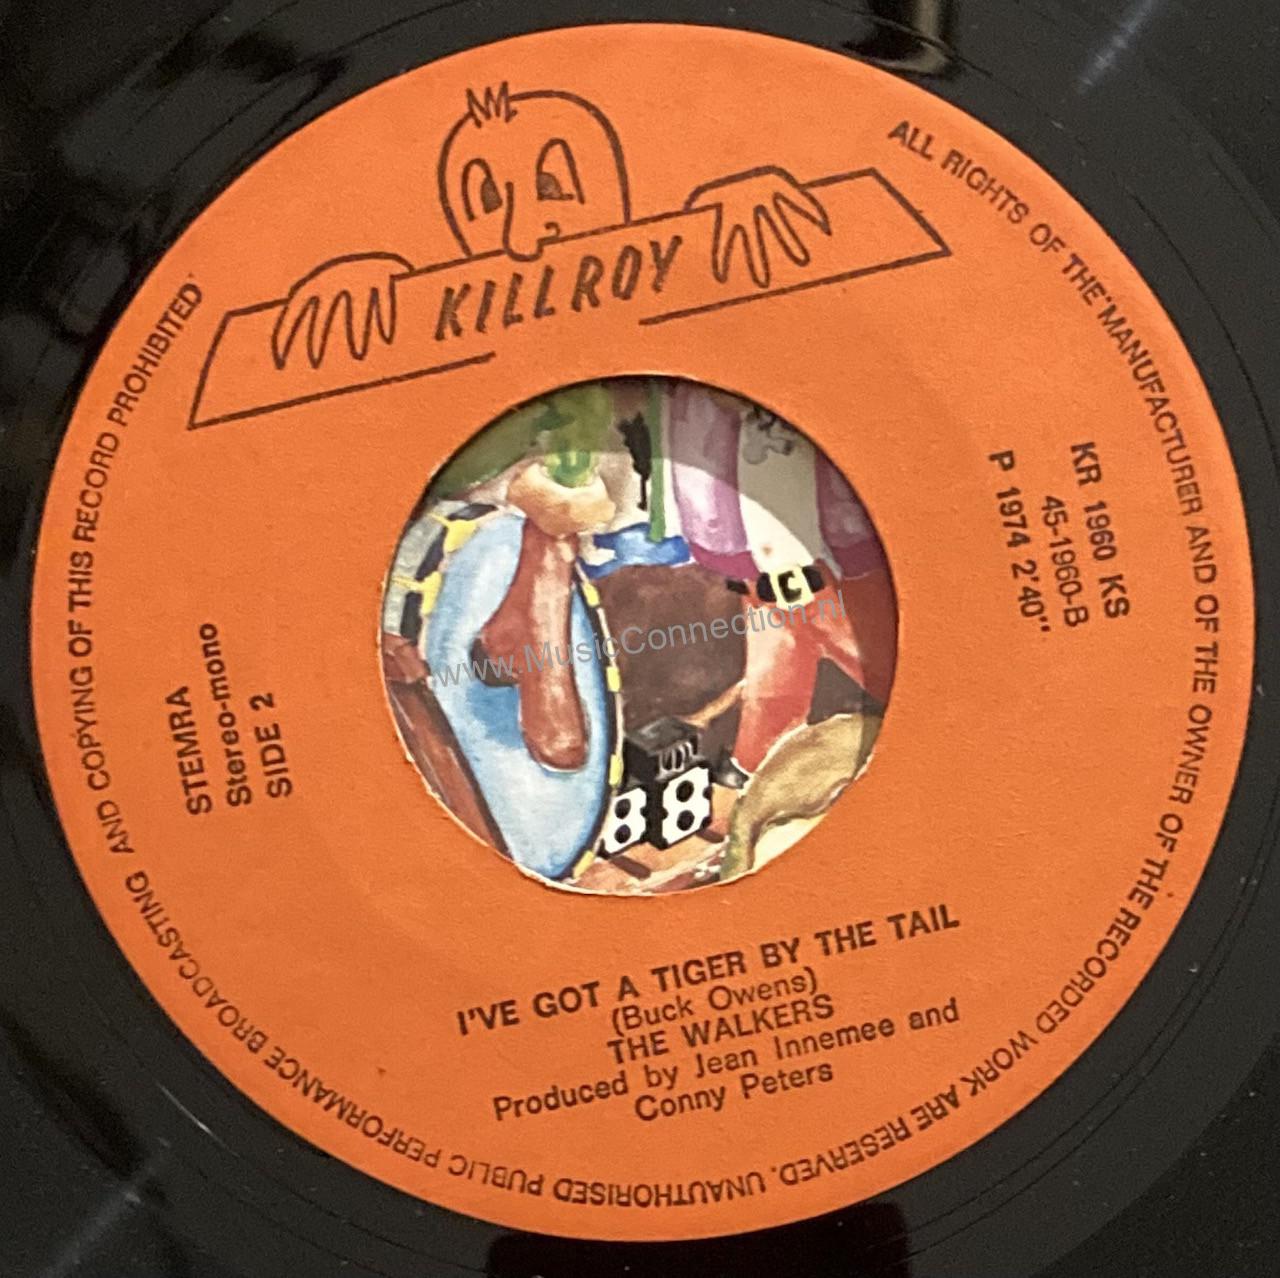 KILLROY
ALL RIGHTS OF THE MANUFACTURER AND OF THE OWNER OF THE RECORDED WORK ARE RESERVED. UNAUTHORISED PUBLIC PERFORMANCE BROADCASTING AND COPYING OF THIS RECORD PROHIBITED
KR 1960 KS
45-1960-B
P 1974 2'40"
STEMRA
Stereo-mono
SIDE 2
www.MusicConnection.nl
I'VE GOT A TIGER BY THE TAIL
(Buck Owens)
THE WALKERS
Produced by Jean Innemee and
Conny Peters